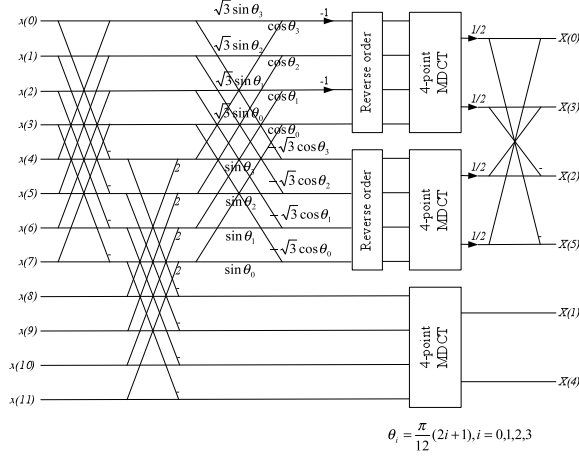 x(0)
x(1)
x(2)
x(3)
x(4)
x(5)
x(6)
x(7)
x(8)
x(9)
x(10)
x(11)
√3 sin θ3
√3 sin θ2
√3 sin θ1
√3 sin θ0
cos θ3
cos θ2
cos θ1
cos θ0
-√3 cos θ3
-√3 cos θ2
-√3 cos θ1
-√3 cos θ0
2
2
2
2
sin θ3
sin θ2
sin θ1
sin θ0
-1
-1
Reverse order
Reverse order
4-point
MDCT
4-point
MDCT
4-point
MDCT
1/2
1/2
1/2
1/2
X(0)
X(3)
X(2)
X(5)
X(1)
X(4)
θi = π/12 (2i+1), i = 0,1,2,3